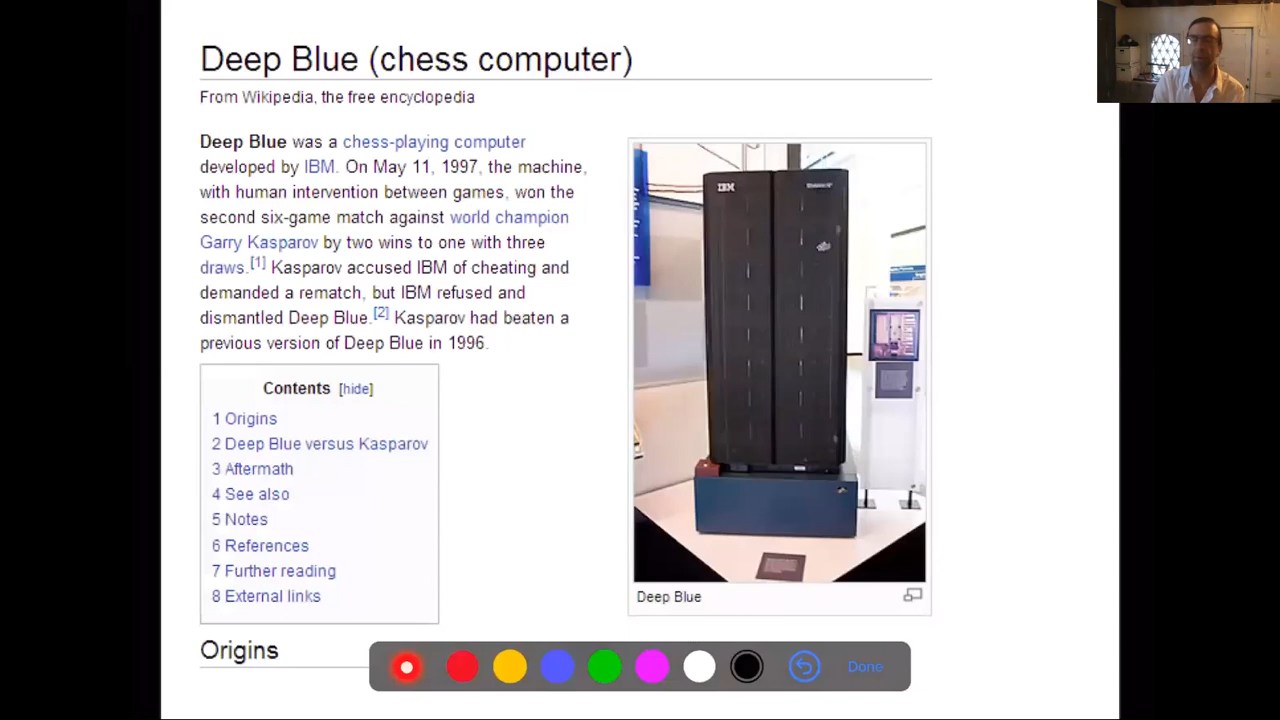 Deep Blue (chess computer)
From Wikipedia, the free encyclopedia
Deep Blue was a chess-playing computer
developed by IBM. On May 11, 1997, the machine,
with human intervention between games, won the
second six-game match against world champion
Garry Kasparov by two wins to one with three
draws.[1] Kasparov accused IBM of cheating and
demanded a rematch, but IBM refused and
dismantled Deep Blue.[2] Kasparov had beaten a
previous version of Deep Blue in 1996.
Contents [hide]
1 Origins
2 Deep Blue versus Kasparov
3 Aftermath
4 See also
5 Notes
6 References
7 Further reading
8 External links
IBM
Deep Blue
Origins
Done